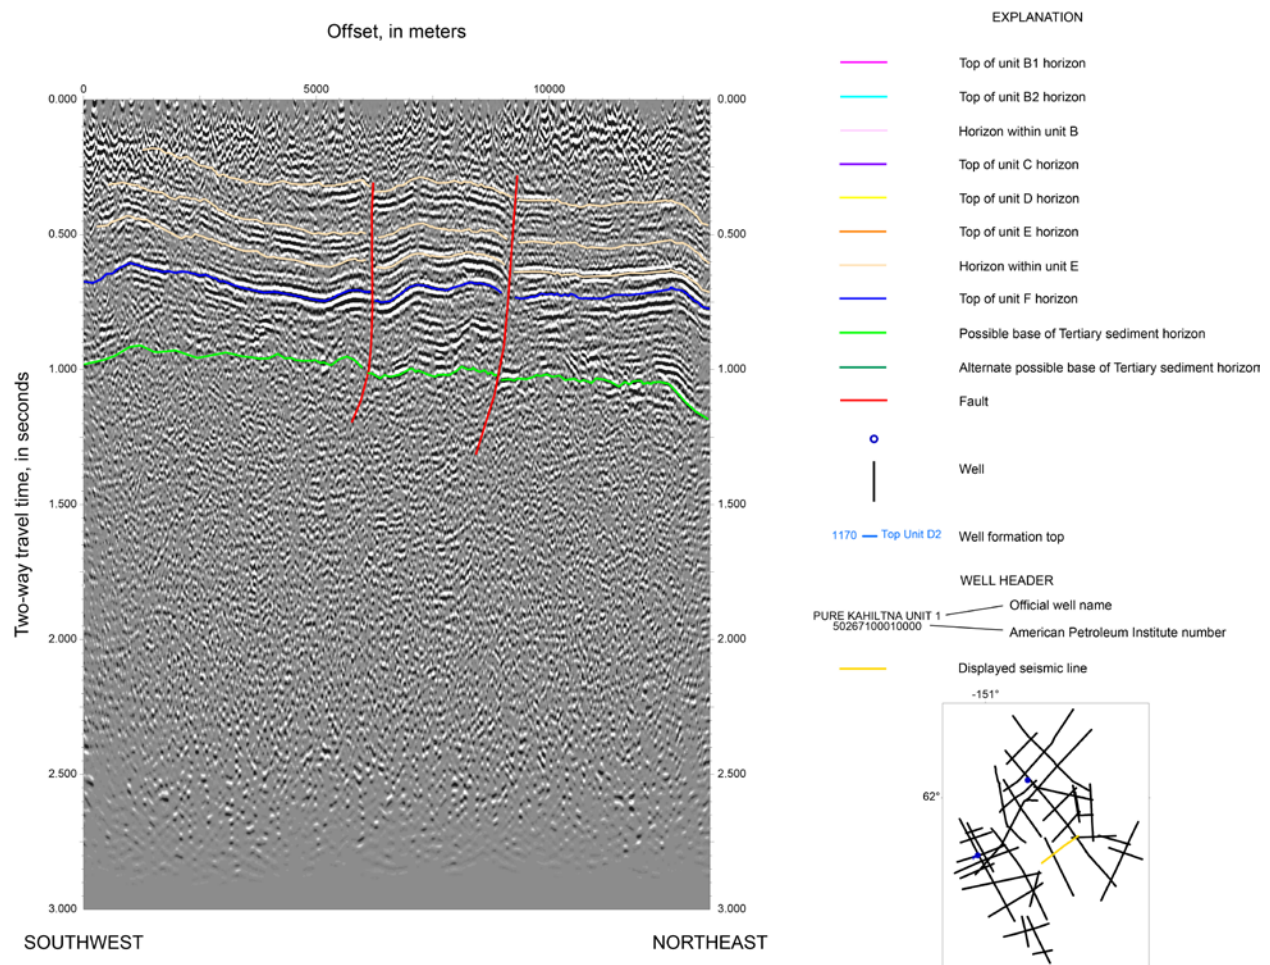 Offset, in meters
0 5000 10000
0.000 0.000
0.500 0.500
1.000 1.000
1.500 1.500
2.000 2.000
2.500 2.500
3.000 3.000
Two-way travel time, in seconds
SOUTHWEST NORTHEAST
EXPLANATION
Top of unit B1 horizon
Top of unit B2 horizon
Horizon within unit B
Top of unit C horizon
Top of unit D horizon
Top of unit E horizon
Horizon within unit E
Top of unit F horizon
Possible base of Tertiary sediment horizon
Alternate possible base of Tertiary sediment horizon
Fault
Well
1170 Top Unit D2 Well formation top
WELL HEADER
Official well name
PURE KAHILTNA UNIT 1
50267100010000
American Petroleum Institute number
Displayed seismic line
-151°
62°